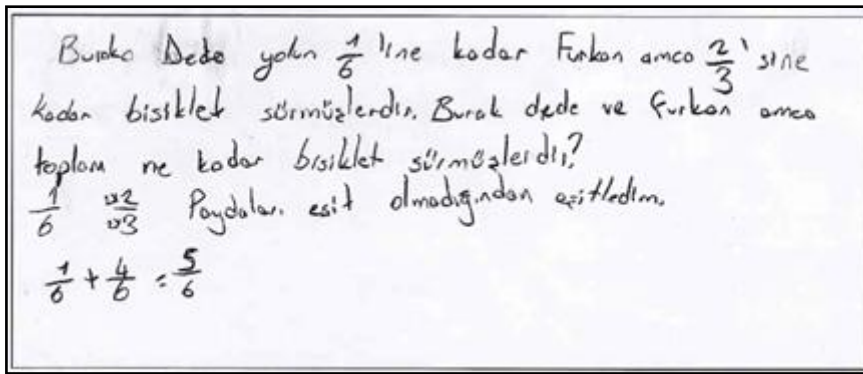 Burak Dede yolun 1/6 'ine kadar Furkan amca 2/3 'sine
kadar bisiklet sürmüşlerdir. Burak dede ve Furkan amca
toplam ne kadar bisiklet sürmüşlerdir?
1/6 2/3 Paydaları eşit olmadığından eşitledim.
1/6 + 4/6 = 5/6